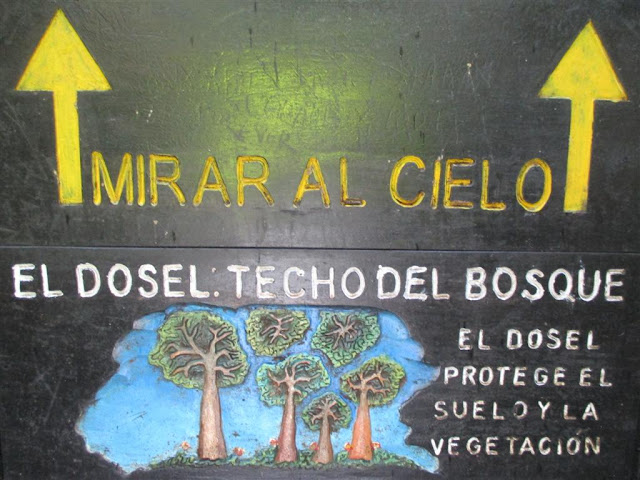 MIRAR AL CIELO
EL DOSEL: TECHO DEL BOSQUE
EL DOSEL
PROTEGE EL
SUELO Y LA
VEGETACIÓN